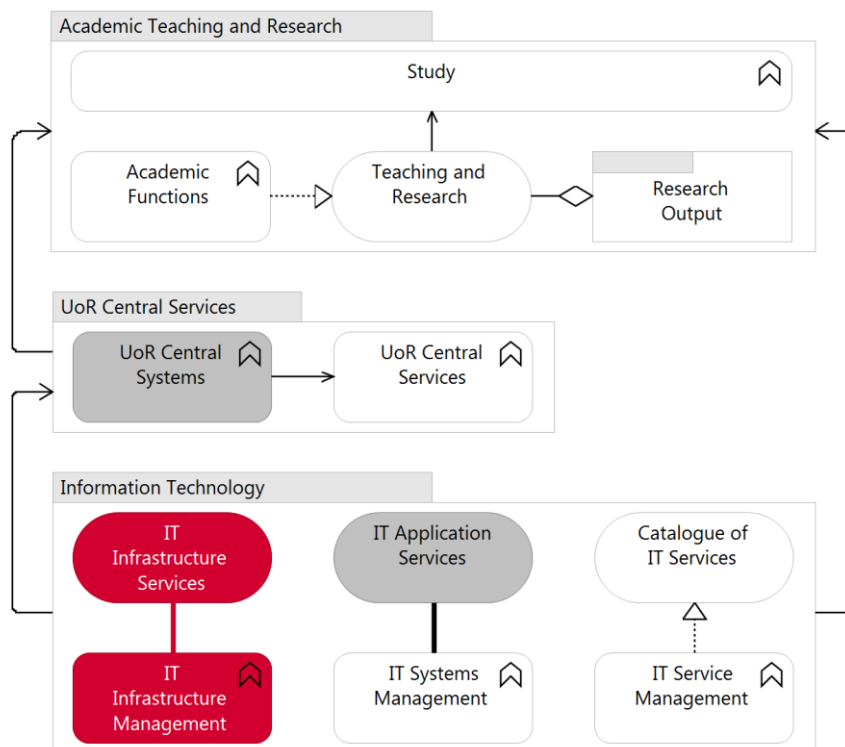 Academic Teaching and Research
Study
Academic
Functions
Teaching and
Research
Research
Output
UoR Central Services
UoR Central
Systems
UoR Central
Services
Information Technology
IT
Infrastructure
Services
IT Application
Services
Catalogue of
IT Services
IT
Infrastructure
Management
IT Systems
Management
IT Service
Management